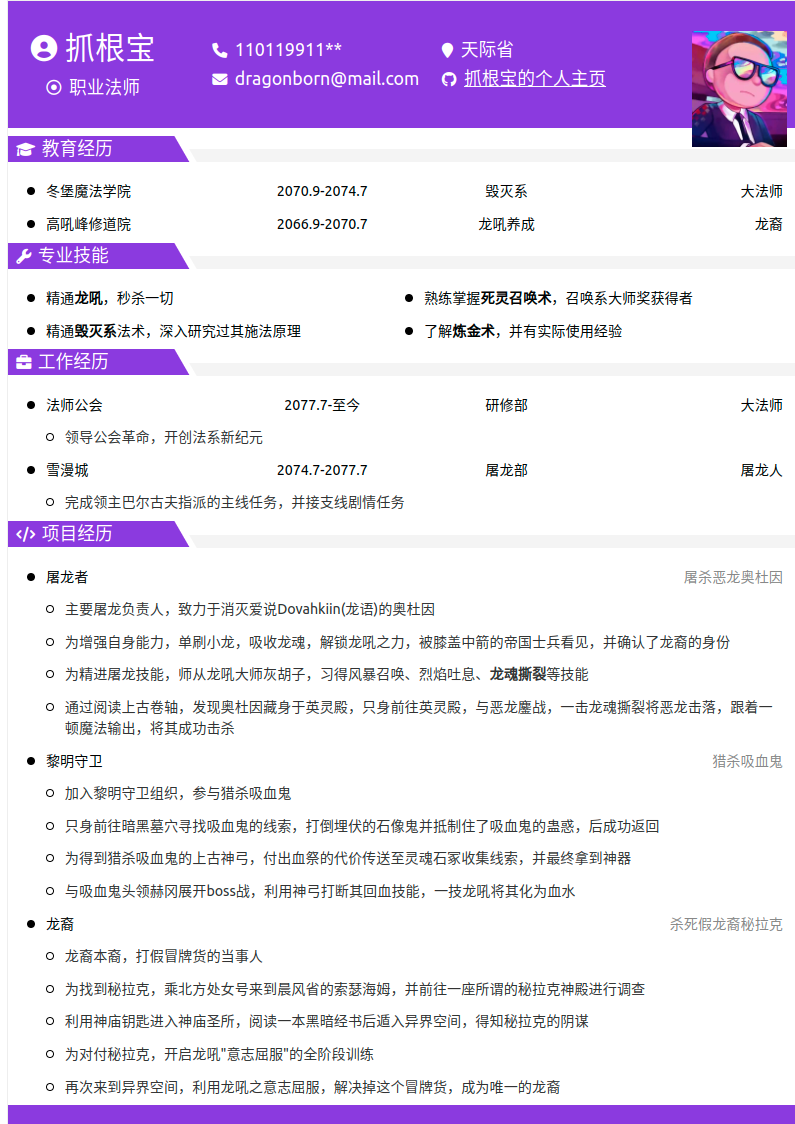 抓根宝
职业法师
110119911**
dragonborn@mail.com
天际省
抓根宝的个人主页
教育经历
冬堡魔法学院 2070.9-2074.7 毁灭系 大法师
高吼峰修道院 2066.9-2070.7 龙吼养成 龙裔
专业技能
精通龙吼，秒杀一切
熟练掌握死灵召唤术，召唤系大师奖获得者
精通毁灭系法术，深入研究过其施法原理
了解炼金术，并有实际使用经验
工作经历
法师公会 2077.7-至今 研修部 大法师
领导公会革命，开创法系新纪元
雪漫城 2074.7-2077.7 屠龙部 屠龙人
完成领主巴尔古夫指派的主线任务，并接支线剧情任务
项目经历
屠龙者 屠杀恶龙奥杜因
主要屠龙负责人，致力于消灭爱说Dovahkiin(龙语)的奥杜因
为增强自身能力，单刷小龙，吸收龙魂，解锁龙吼之力，被膝盖中箭的帝国士兵看见，并确认了龙裔的身份
为精进屠龙技能，师从龙吼大师灰胡子，习得风暴召唤、烈焰吐息、龙魂撕裂等技能
通过阅读上古卷轴，发现奥杜因藏身于英灵殿，只身前往英灵殿，与恶龙鏖战，一击龙魂撕裂将恶龙击落，跟着一
顿魔法输出，将其成功击杀
黎明守卫 猎杀吸血鬼
加入黎明守卫组织，参与猎杀吸血鬼
只身前往暗黑墓穴寻找吸血鬼的线索，打倒埋伏的石像鬼并抵制住了吸血鬼的蛊惑，后成功返回
为得到猎杀吸血鬼的上古神弓，付出血祭的代价传送至灵魂石冢收集线索，并最终拿到神器
与吸血鬼头领赫冈展开boss战，利用神弓打断其回血技能，一技龙吼将其化为血水
龙裔 杀死假龙裔秘拉克
龙裔本裔，打假冒牌货的当事人
为找到秘拉克，乘北方处女号来到晨风省的索瑟海姆，并前往一座所谓的秘拉克神殿进行调查
利用神庙钥匙进入神庙圣所，阅读一本黑暗经书后遁入异界空间，得知秘拉克的阴谋
为对付秘拉克，开启龙吼"意志屈服"的全阶段训练
再次来到异界空间，利用龙吼之意志屈服，解决掉这个冒牌货，成为唯一的龙裔